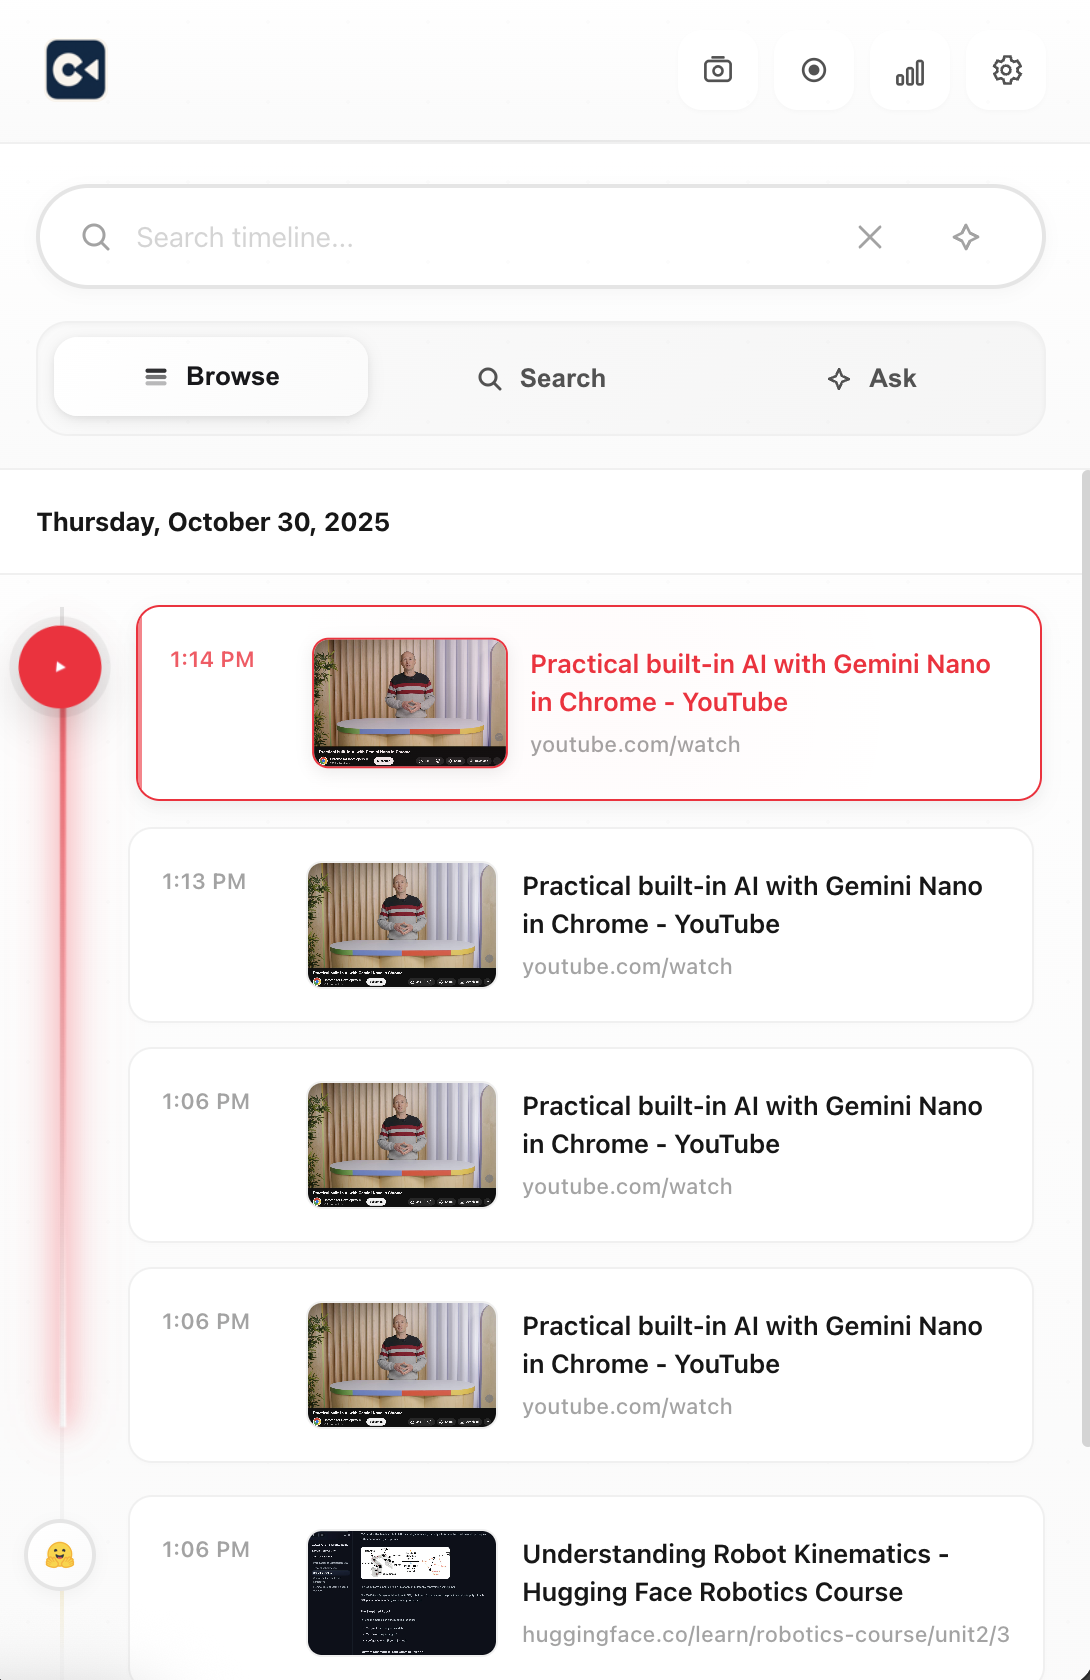 Search timeline...
Browse
Search
Ask
Thursday, October 30, 2025
1:14 PM
Practical built-in AI with Gemini Nano
in Chrome - YouTube
youtube.com/watch
1:13 PM
Practical built-in AI with Gemini Nano
in Chrome - YouTube
youtube.com/watch
1:06 PM
Practical built-in AI with Gemini Nano
in Chrome - YouTube
youtube.com/watch
1:06 PM
Practical built-in AI with Gemini Nano
in Chrome - YouTube
youtube.com/watch
1:06 PM
Understanding Robot Kinematics -
Hugging Face Robotics Course
huggingface.co/learn/robotics-course/unit2/3